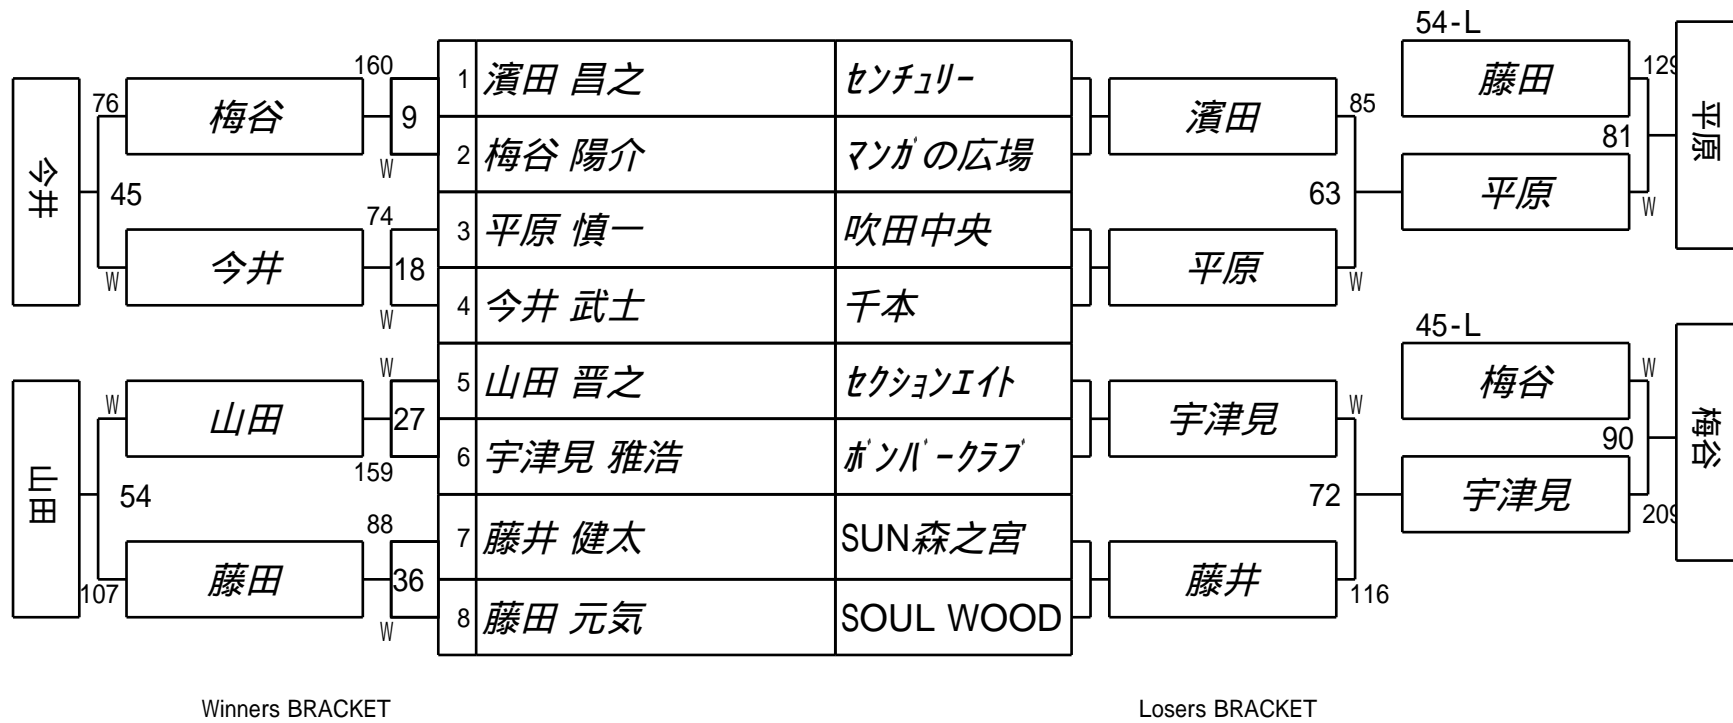 54-L
160
1 濱田 昌之 センチュリー
129
藤田
76
梅谷
9
濱田
85
平原
81
2 梅谷 陽介 マンガの広場
W
今井
45
63
平原
W
74
3 平原 慎一 吹田中央
今井
18
平原
W
W
4 今井 武士 千本
W
45-L
W
5 山田 晋之 セクションエイト
梅谷
W
W
山田
27
宇津見
W
梅谷
90
6 宇津見 雅浩 ボンバークラブ
159
山田
54
72
宇津見
209
88
7 藤井 健太 SUN森之宮
藤田
36
藤井
107
116
8 藤田 元気 SOUL WOOD
W
Winners BRACKET
Losers BRACKET